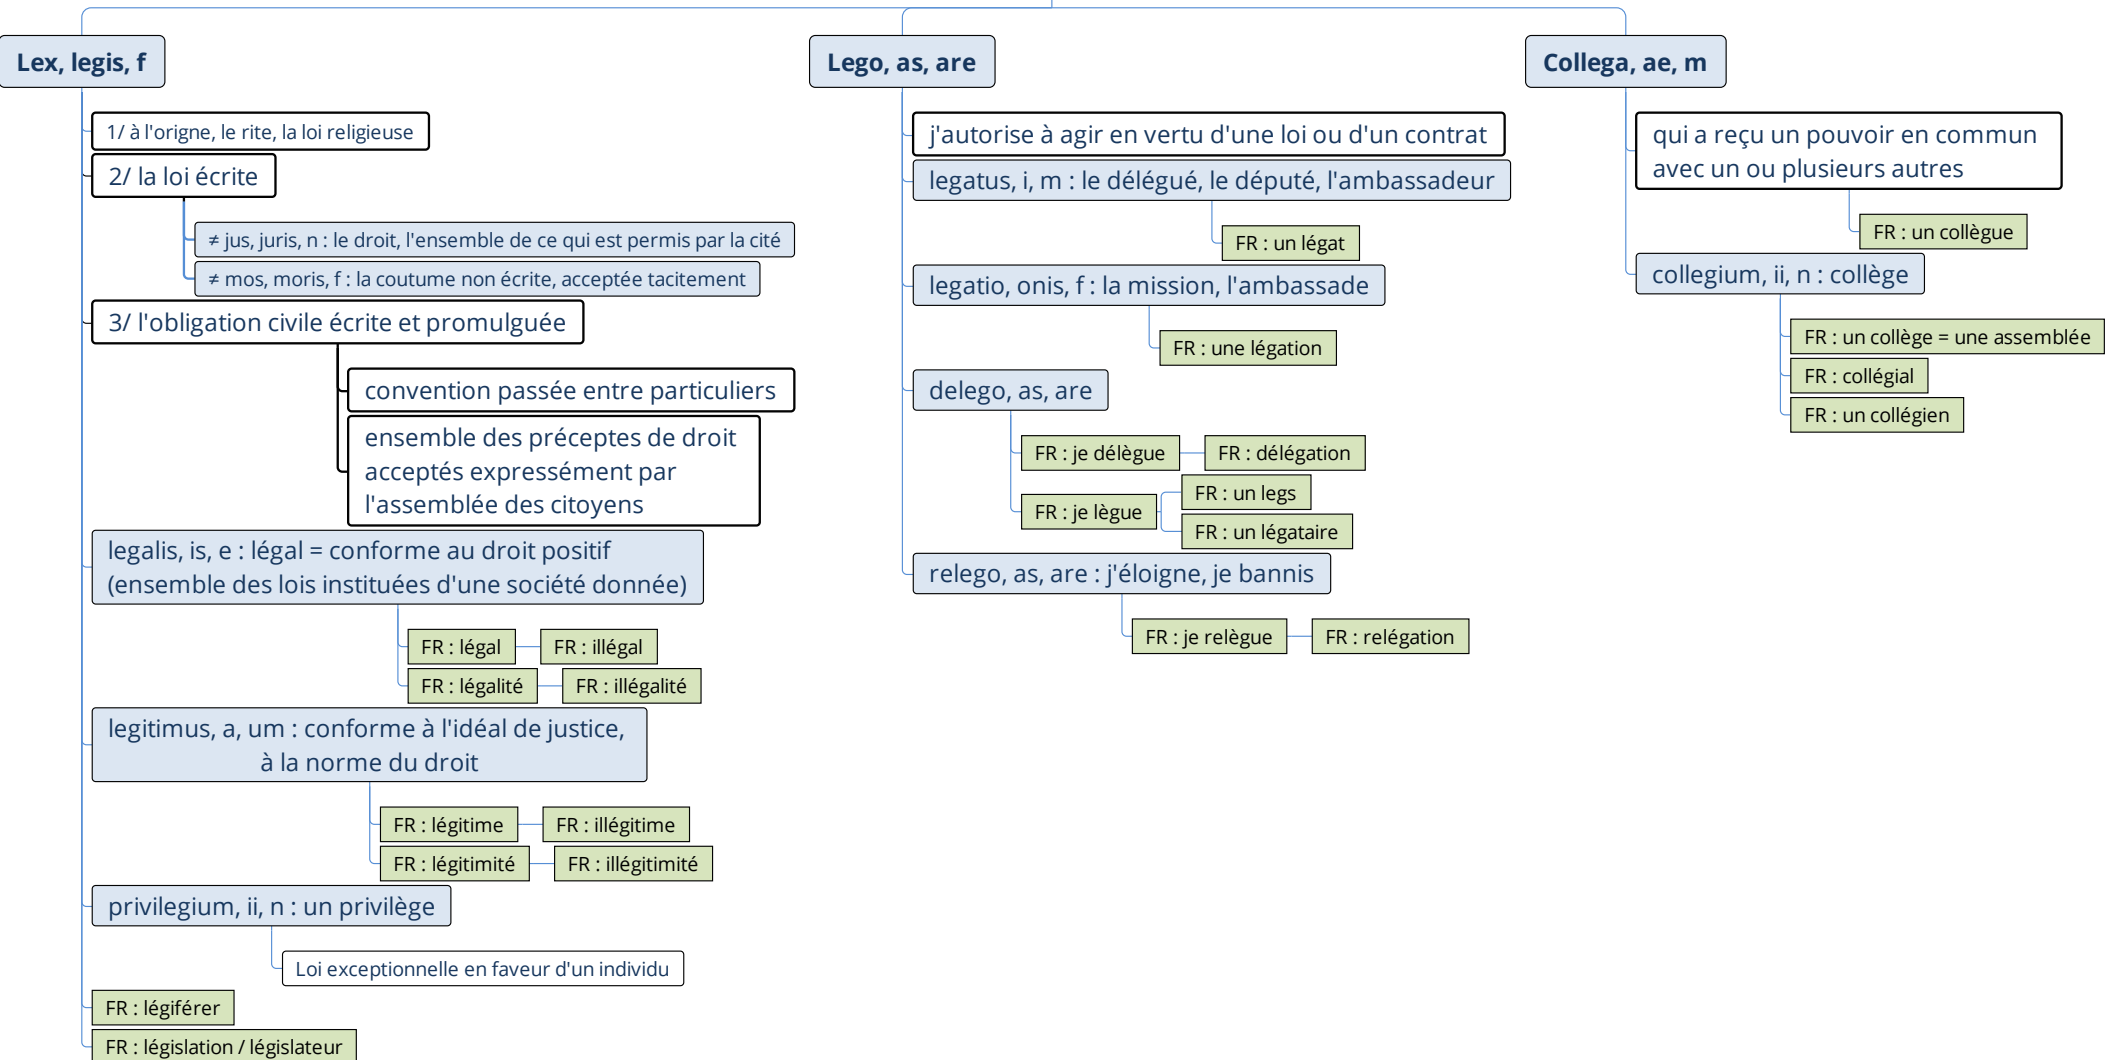 Lex, legis, f
1/ à l'origne, le rite, la loi religieuse
2/ la loi écrite
≠ jus, juris, n : le droit, l'ensemble de ce qui est permis par la cité
≠ mos, moris, f : la coutume non écrite, acceptée tacitement
3/ l'obligation civile écrite et promulguée
convention passée entre particuliers
ensemble des préceptes de droit
acceptés expressément par
l'assemblée des citoyens
legalis, is, e : légal = conforme au droit positif
(ensemble des lois instituées d'une société donnée)
FR : légal
FR : illégal
FR : légalité
FR : illégalité
legitimus, a, um : conforme à l'idéal de justice,
à la norme du droit
FR : légitime
FR : illégitime
FR : légitimité
FR : illégitimité
privilegium, ii, n : un privilège
Loi exceptionnelle en faveur d'un individu
FR : légiférer
FR : législation / législateur
Lego, as, are
j'autorise à agir en vertu d'une loi ou d'un contrat
legatus, i, m : le délégué, le député, l'ambassadeur
FR : un légat
legatio, onis, f : la mission, l'ambassade
FR : une légation
delego, as, are
FR : je délègue
FR : délégation
FR : je lègue
FR : un legs
FR : un légataire
relego, as, are : j'éloigne, je bannis
FR : je relègue
FR : relégation
Collega, ae, m
qui a reçu un pouvoir en commun
avec un ou plusieurs autres
FR : un collègue
collegium, ii, n : collège
FR : un collège = une assemblée
FR : collégial
FR : un collégien